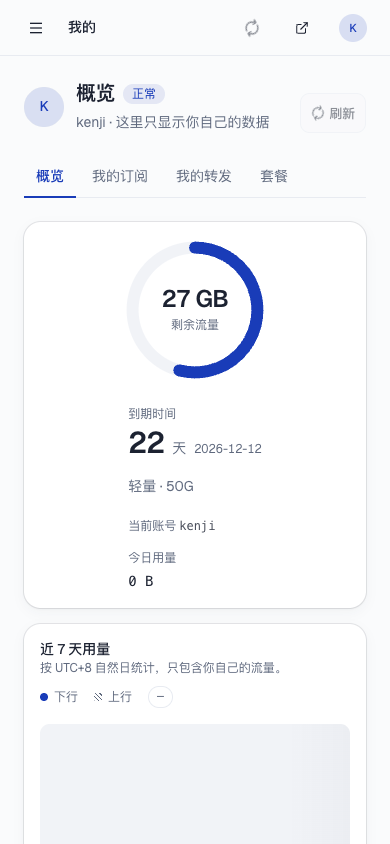 我的
K
K
概览 正常
kenji · 这里只显示你自己的数据
刷新
概览 我的订阅 我的转发 套餐
27 GB
剩余流量
到期时间
22 天 2026-12-12
轻量 · 50G
当前账号 kenji
今日用量
0 B
近 7 天用量
按 UTC+8 自然日统计，只包含你自己的流量。
下行 上行 –